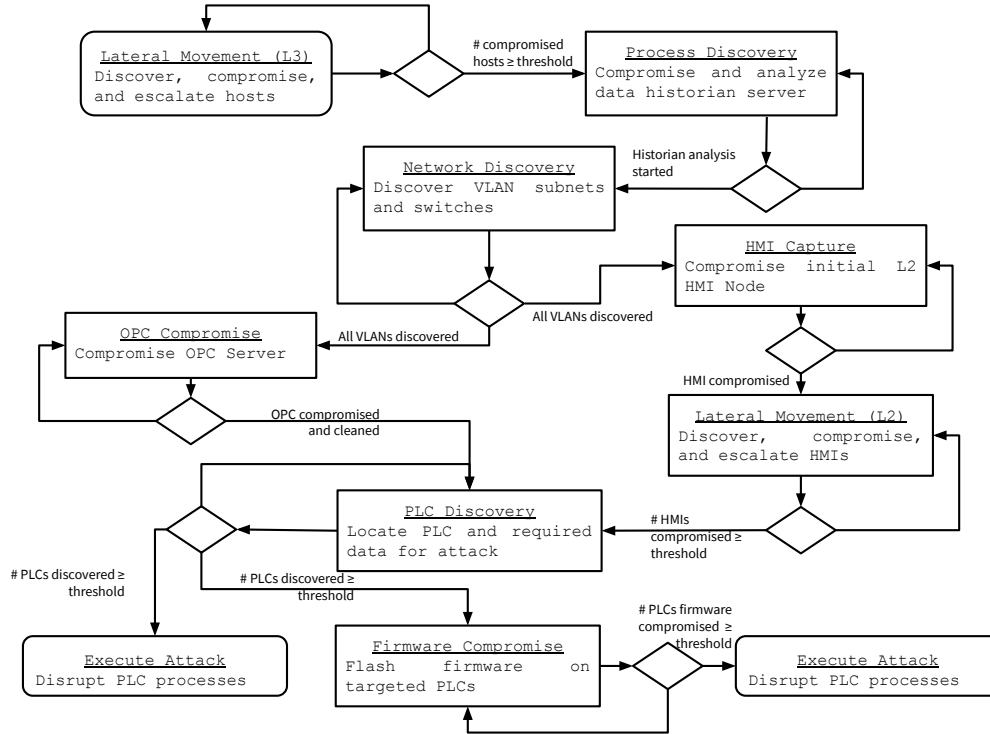 Lateral Movement (L3)
Discover, compromise,
and escalate hosts
# compromised
hosts ≥ threshold
Process Discovery
Compromise and analyze
data historian server
Historian analysis
started
Network Discovery
Discover VLAN subnets
and switches
HMI Capture
Compromise initial L2
HMI Node
All VLANs discovered
All VLANs discovered
OPC Compromise
Compromise OPC Server
HMI compromised
OPC compromised
and cleaned
Lateral Movement (L2)
Discover, compromise,
and escalate HMIs
PLC Discovery
Locate PLC and required
data for attack
# HMIs
compromised ≥
threshold
# PLCs discovered ≥
threshold
# PLCs discovered ≥
threshold
# PLCs firmware
compromised ≥
threshold
Execute Attack
Disrupt PLC processes
Firmware Compromise
Flash firmware on
targeted PLCs
Execute Attack
Disrupt PLC processes